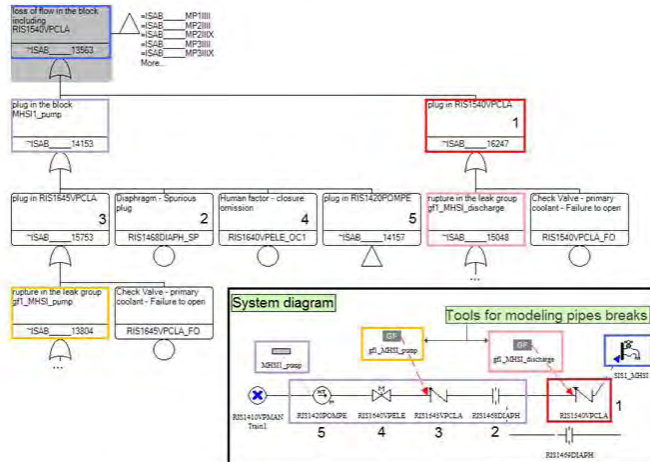 loss of flow in the block
including
RIS1540VPCLA
~ISAB_____13563
=ISAB_____MP1IIII
=ISAB_____MP2IIII
=ISAB_____MP2IIIX
=ISAB_____MP3IIII
=ISAB_____MP3IIIX
More...
plug in the block
MHSI1_pump
~ISAB_____14153
plug in RIS1540VPCLA
1
~ISAB_____16247
plug in RIS1645VPCLA
3
~ISAB_____15753
Diaphragm - Spurious
plug
2
RIS1468DIAPH_SP
Human factor - closure
omission
4
RIS1640VPELE_OC1
plug in RIS1420POMPE
5
~ISAB_____14157
rupture in the leak group
gf1_MHSI_discharge
~ISAB_____15048
...
Check Valve - primary
coolant - Failure to open
RIS1540VPCLA_FO
rupture in the leak group
gf1_MHSI_pump
~ISAB_____13804
...
Check Valve - primary
coolant - Failure to open
RIS1645VPCLA_FO
System diagram
Tools for modeling pipes breaks
GF
gf1_MHSI_pump
GF
gf1_MHSI_discharge
MHSI1_pump
SIS1_MHSI
M
RIS1410VPMAN
Train1
RIS1420POMPE
RIS1640VPELE
RIS1645VPCLA
RIS1468DIAPH
RIS1540VPCLA
1
5
4
3
2
RIS1469DIAPH